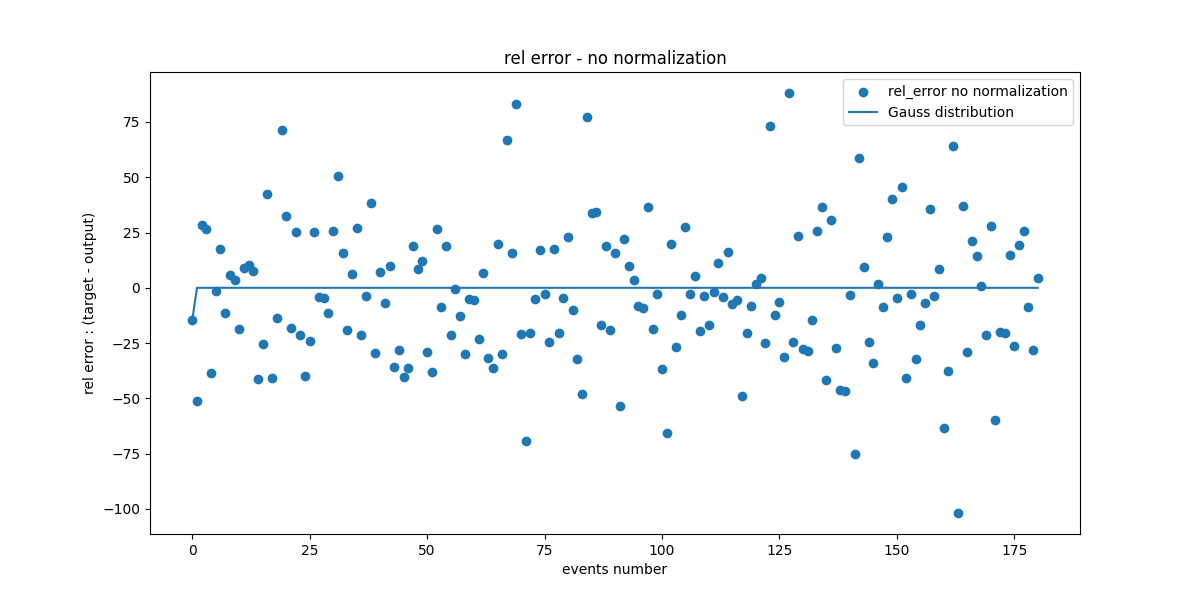 rel error - no normalization
rel_error no normalization
Gauss distribution
rel error : (target - output)
75
50
25
0
−25
−50
−75
−100
0 25 50 75 100 125 150 175
events number